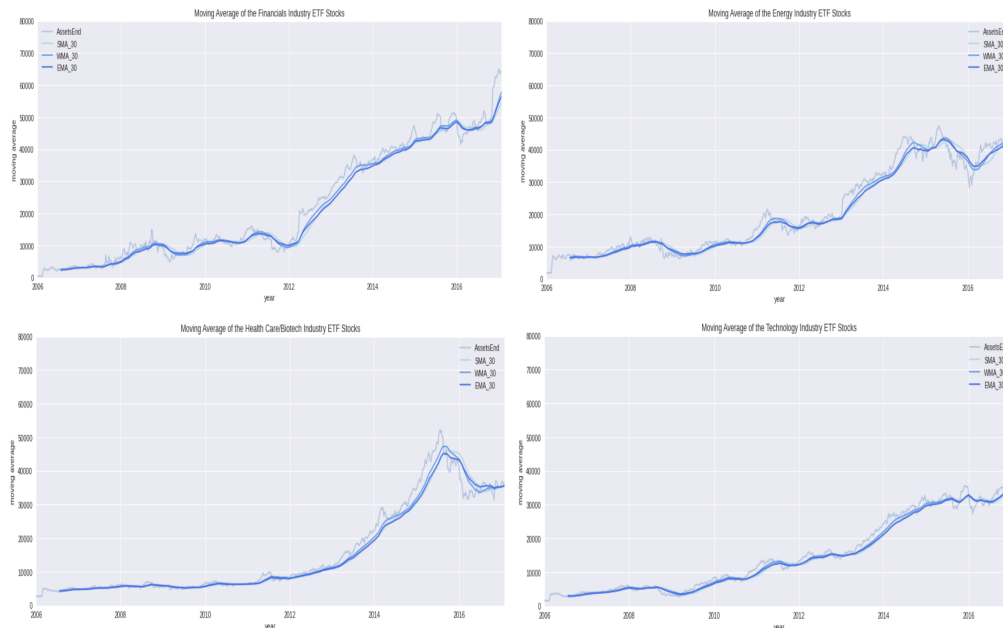 Moving Average of the Financials Industry ETF Stocks
80000
70000
60000
50000
40000
30000
20000
10000
0
moving average
AssetsEnd
SMA_30
WMA_30
EMA_30
2006
2008
2010
2012
2014
2016
year
Moving Average of the Energy Industry ETF Stocks
80000
70000
60000
50000
40000
30000
20000
10000
0
moving average
AssetsE
SMA_30
WMA_30
EMA_30
2006
2008
2010
2012
2014
2016
year
Moving Average of the Health Care/Biotech Industry ETF Stocks
80000
70000
60000
50000
40000
30000
20000
10000
0
moving average
AssetsEnd
SMA_30
WMA_30
EMA_30
2006
2008
2010
2012
2014
2016
year
Moving Average of the Technology Industry ETF Stocks
80000
70000
60000
50000
40000
30000
20000
10000
0
moving average
AssetsE
SMA_30
WMA_30
EMA_30
2006
2008
2010
2012
2014
2016
year